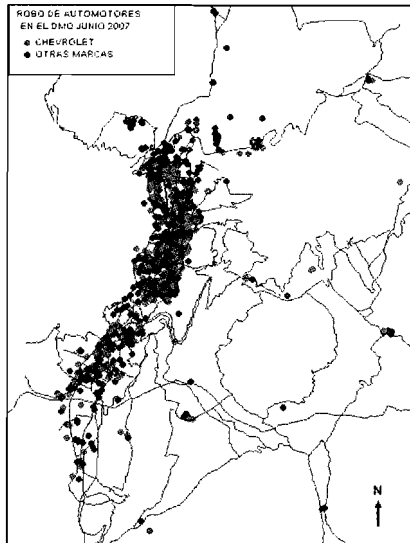 ROBO DE AUTOMOTORES
EN EL DMQ JUNIO 2007
CHEVROLET
OTRAS MARCAS
N